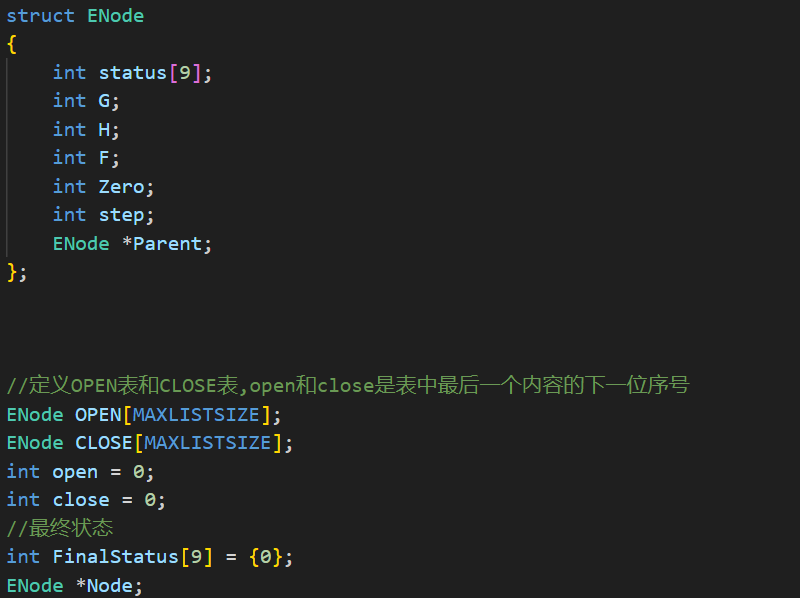 struct ENode
{
    int status[9];
    int G;
    int H;
    int F;
    int Zero;
    int step;
    ENode *Parent;
};
//定义OPEN表和CLOSE表,open和close是表中最后一个内容的下一位序号
ENode OPEN[MAXLISTSIZE];
ENode CLOSE[MAXLISTSIZE];
int open = 0;
int close = 0;
//最终状态
int FinalStatus[9] = {0};
ENode *Node;